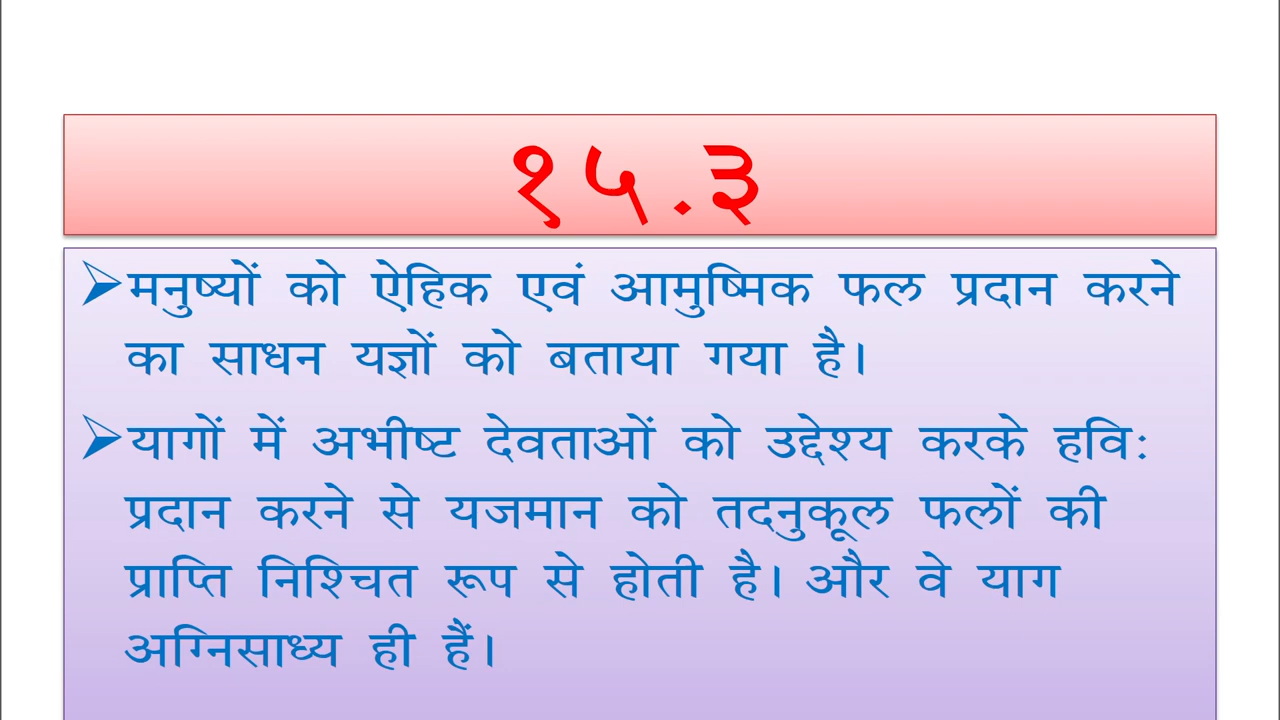 १५.३
मनुष्यों को ऐहिक एवं आमुष्मिक फल प्रदान करने
का साधन यज्ञों को बताया गया है।
यागों में अभीष्ट देवताओं को उद्देश्य करके हविः
प्रदान करने से यजमान को तदनुकूल फलों की
प्राप्ति निश्चित रूप से होती है। और वे याग
अग्निसाध्य ही हैं।